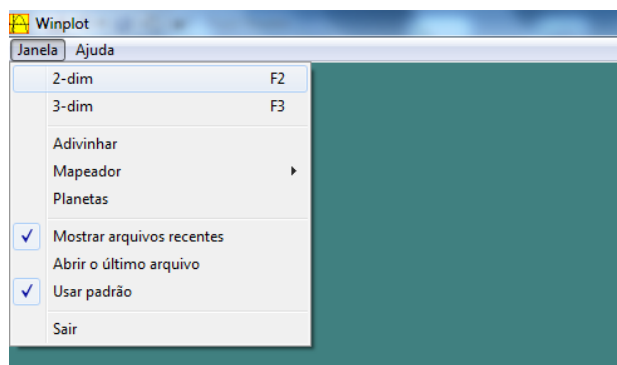 Winplot
Janela Ajuda
2-dim F2
3-dim F3
Adivinhar
Mapeador
Planetas
Mostrar arquivos recentes
Abrir o último arquivo
Usar padrão
Sair